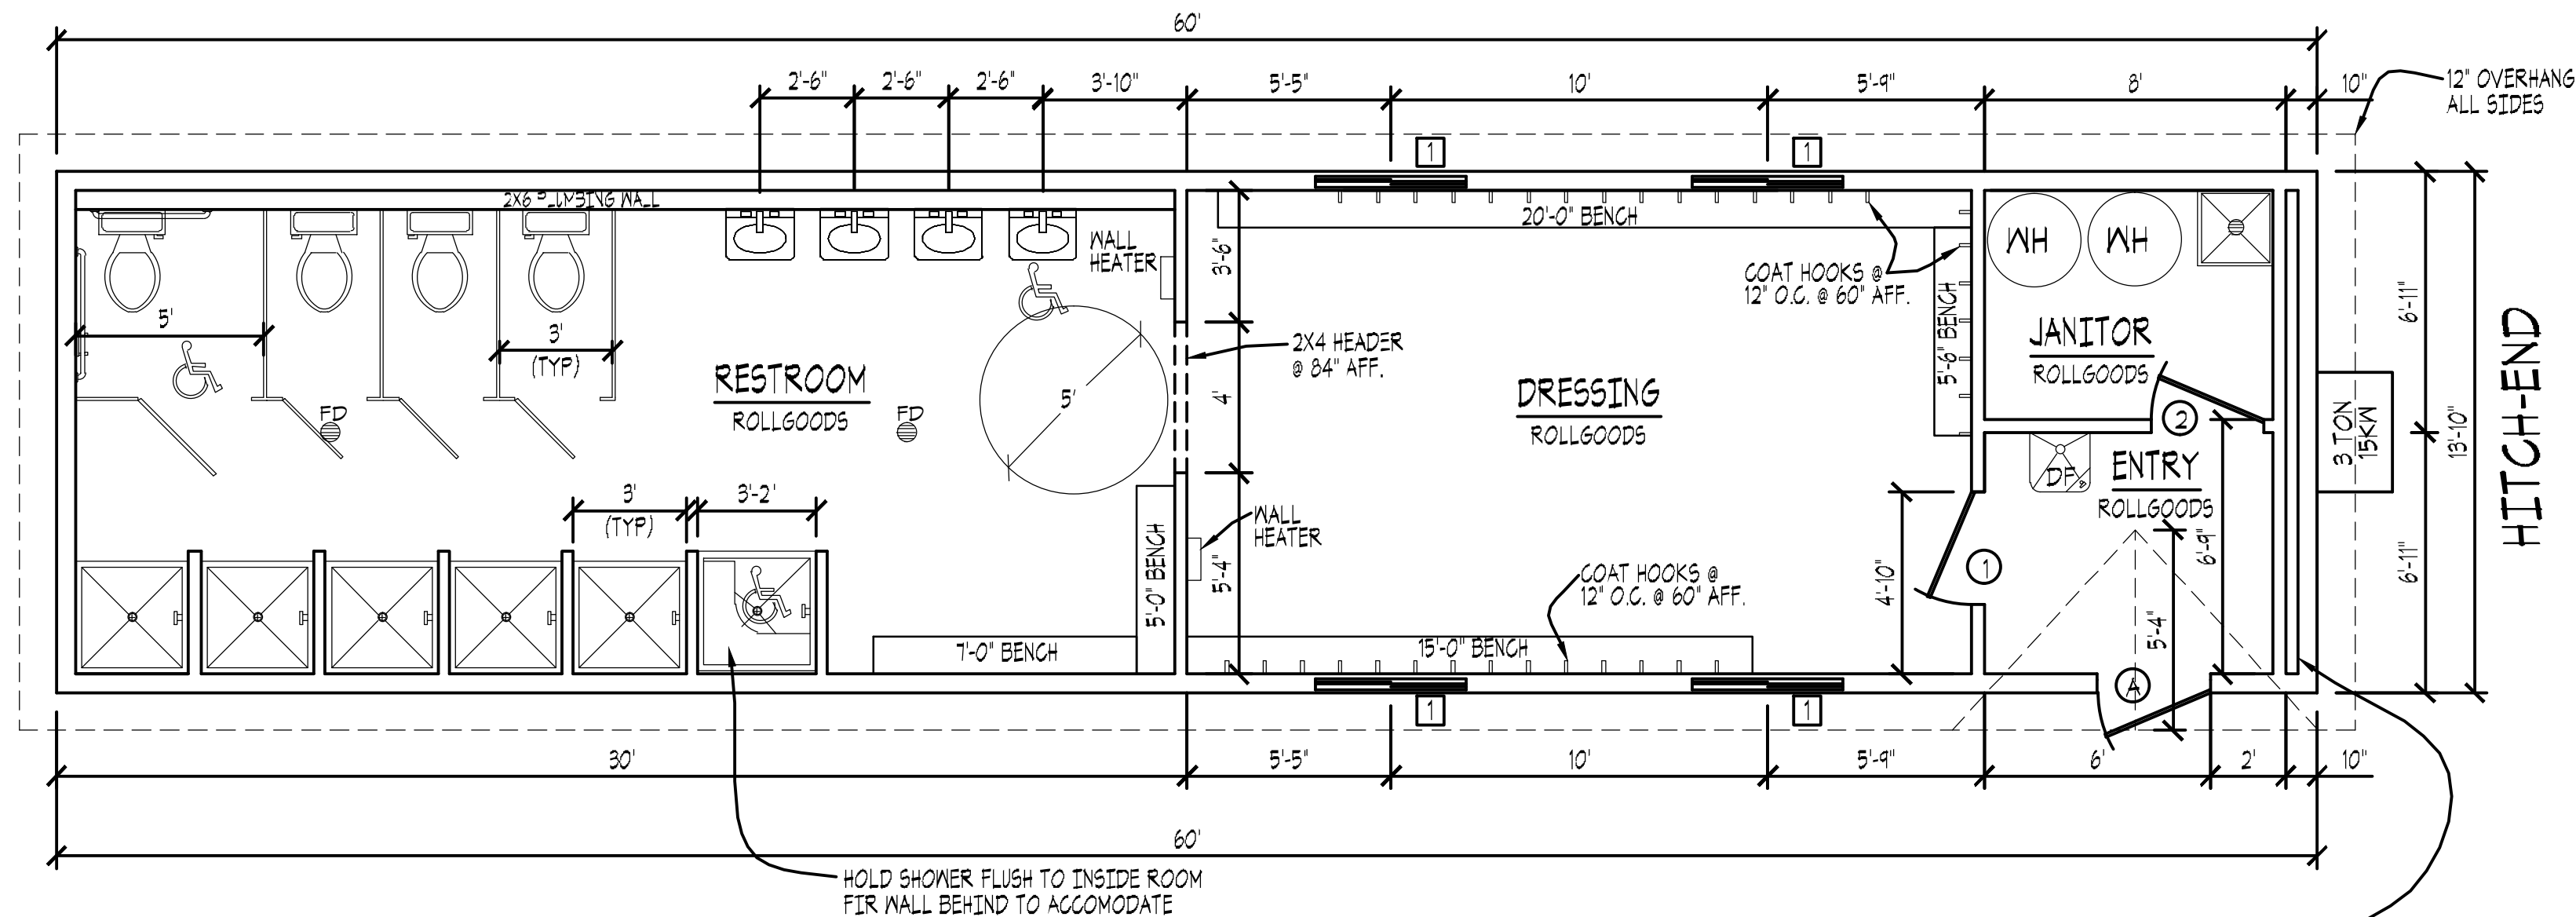 60'
2'-6"
2'-6"
2'-6"
3'-10"
5'-5"
10'
5'-9"
8'
10"
12" OVERHANG
ALL SIDES
1
1
2X6 PLUMBING WALL
20'-0" BENCH
WALL
HEATER
3'-6"
COAT HOOKS @
12" O.C. @ 60" AFF.
WH
WH
5'
3'
(TYP)
RESTROOM
ROLLGOODS
FD
FD
5'
2X4 HEADER
@ 84" AFF.
4'
DRESSING
ROLLGOODS
5'-6" BENCH
JANITOR
ROLLGOODS
2
6'-11"
13'-10"
HITCH-END
3 TON
15KW
DF
ENTRY
ROLLGOODS
3'
(TYP)
3'-2"
WALL
HEATER
5'-0" BENCH
5'-4"
COAT HOOKS @
12" O.C. @ 60" AFF.
4'-10"
1
6'-9"
5'-4"
6'-11"
7'-0" BENCH
15'-0" BENCH
A
1
1
30'
5'-5"
10'
5'-9"
6'
2'
10"
60'
HOLD SHOWER FLUSH TO INSIDE ROOM
FIR WALL BEHIND TO ACCOMODATE